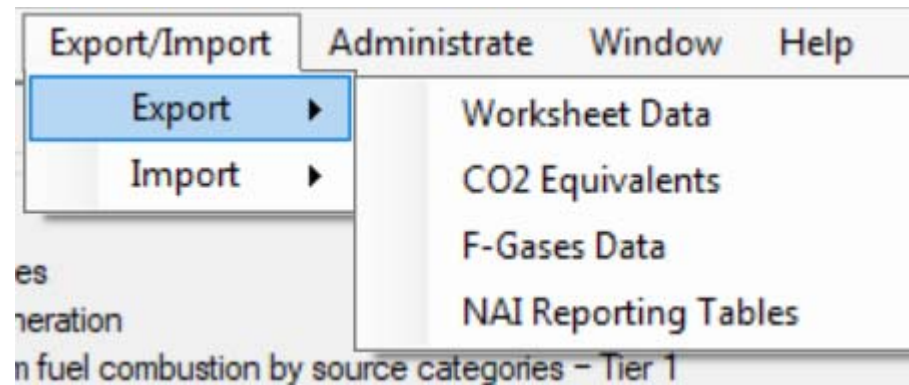 Export/Import Administrate Window Help
Export Worksheet Data
Import CO2 Equivalents
F-Gases Data
es
neration NAI Reporting Tables
fuel combustion by source categories – Tier 1